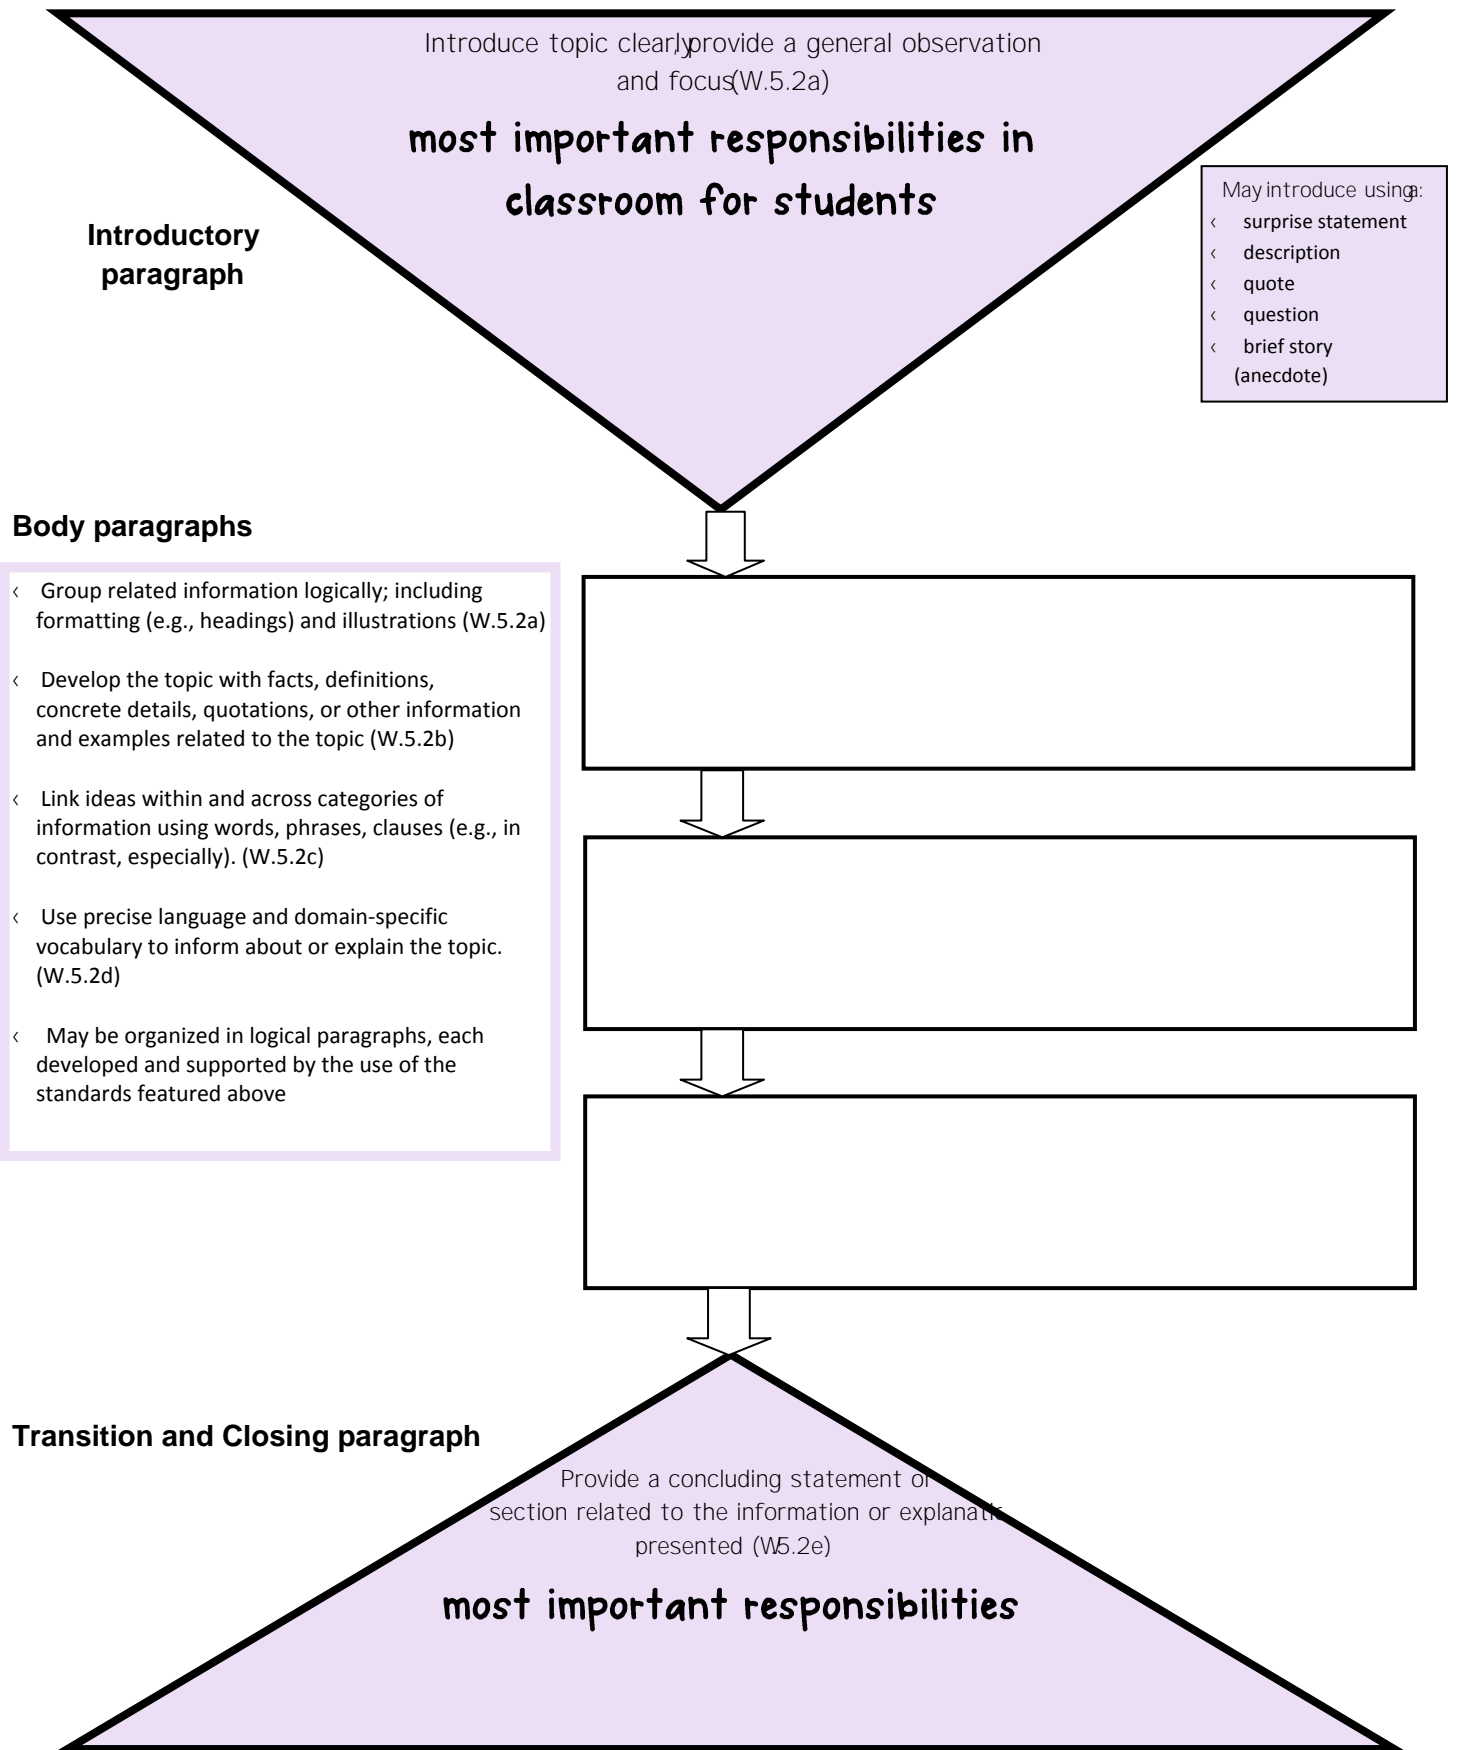 Introduce topic clearly, provide a general observation
and focus (W.5.2a)
most important responsibilities in
classroom for students
Introductory
paragraph
May introduce using a:
‹ surprise statement
‹ description
‹ quote
‹ question
‹ brief story
(anecdote)
Body paragraphs
‹ Group related information logically; including
formatting (e.g., headings) and illustrations (W.5.2a)
‹ Develop the topic with facts, definitions,
concrete details, quotations, or other information
and examples related to the topic (W.5.2b)
‹ Link ideas within and across categories of
information using words, phrases, clauses (e.g., in
contrast, especially). (W.5.2c)
‹ Use precise language and domain-specific
vocabulary to inform about or explain the topic.
(W.5.2d)
‹ May be organized in logical paragraphs, each
developed and supported by the use of the
standards featured above
Transition and Closing paragraph
Provide a concluding statement or
section related to the information or explanati
presented (W.5.2e)
most important responsibilities